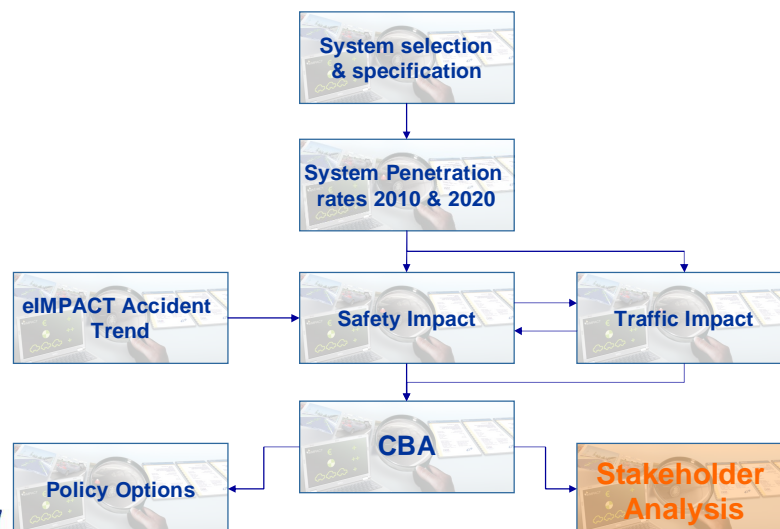 System selection
& specification
System Penetration
rates 2010 & 2020
eIMPACT Accident
Trend
Safety Impact
Traffic Impact
CBA
Policy Options
Stakeholder
Analysis